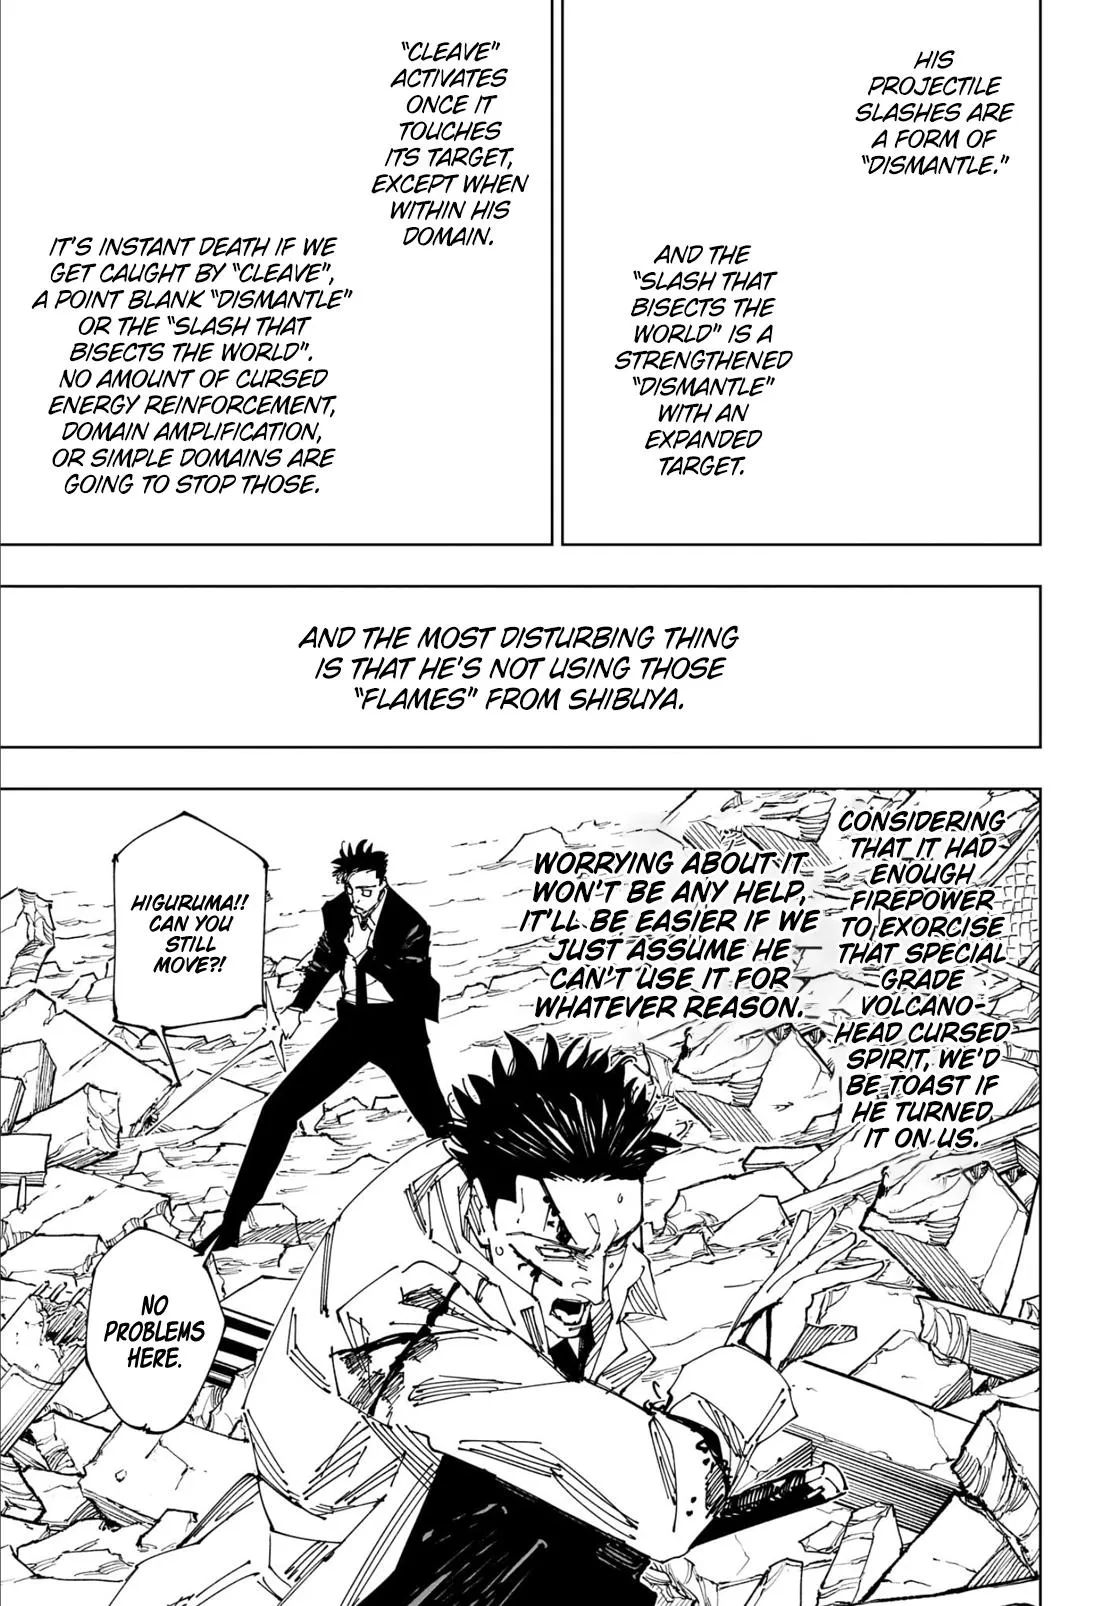 HIS
PROJECTILE
SLASHES ARE
A FORM OF
"DISMANTLE."
AND THE
"SLASH THAT
BISECTS THE
WORLD" IS A
STRENGTHENED
"DISMANTLE"
WITH AN
EXPANDED
TARGET.
"CLEAVE"
ACTIVATES
ONCE IT
TOUCHES
ITS TARGET,
EXCEPT WHEN
WITHIN HIS
DOMAIN.
IT'S INSTANT DEATH IF WE
GET CAUGHT BY "CLEAVE",
A POINT BLANK "DISMANTLE"
OR THE "SLASH THAT
BISECTS THE WORLD".
NO AMOUNT OF CURSED
ENERGY REINFORCEMENT,
DOMAIN AMPLIFICATION,
OR SIMPLE DOMAINS ARE
GOING TO STOP THOSE.
AND THE MOST DISTURBING THING
IS THAT HE'S NOT USING THOSE
"FLAMES" FROM SHIBUYA.
CONSIDERING
THAT IT HAD
ENOUGH
FIREPOWER
TO EXORCISE
THAT SPECIAL
GRADE
VOLCANO-
HEAD CURSED
SPIRIT, WE'D
BE TOAST IF
HE TURNED
IT ON US.
WORRYING ABOUT IT
WON'T BE ANY HELP,
IT'LL BE EASIER IF WE
JUST ASSUME HE
CAN'T USE IT FOR
WHATEVER REASON.
HIGURUMA!!
CAN YOU
STILL
MOVE?!
NO
PROBLEMS
HERE.